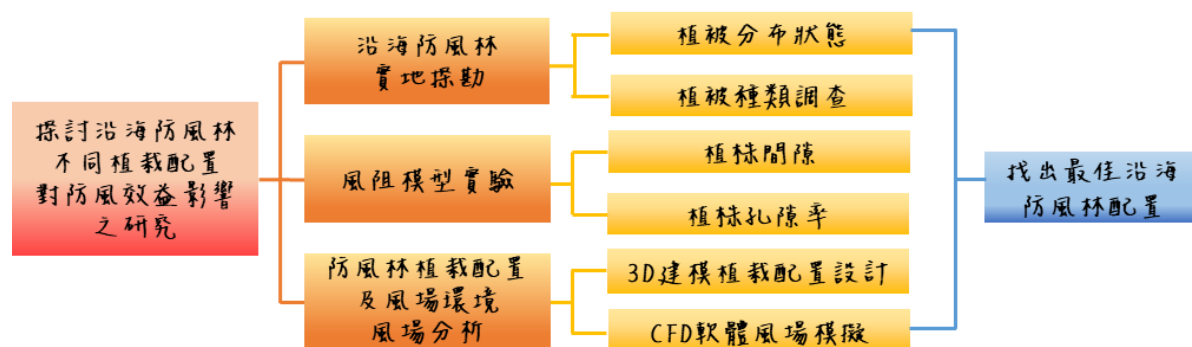 探討沿海防風林
不同植栽配置
對防風效益影響
之研究
沿海防風林
實地探勘
植被分布狀態
植被種類調查
風阻模型實驗
植株間隙
植株孔隙率
防風林植栽配置
及風場環境
風場分析
3D建模植栽配置設計
CFD軟體風場模擬
找出最佳沿海
防風林配置